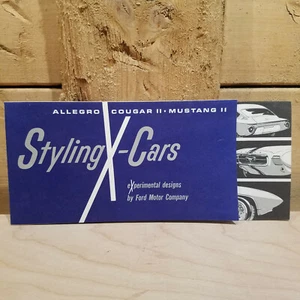 ALLEGRO COUGAR II • MUSTANG II
Styling X-Cars
eXperimental designs
by Ford Motor Company